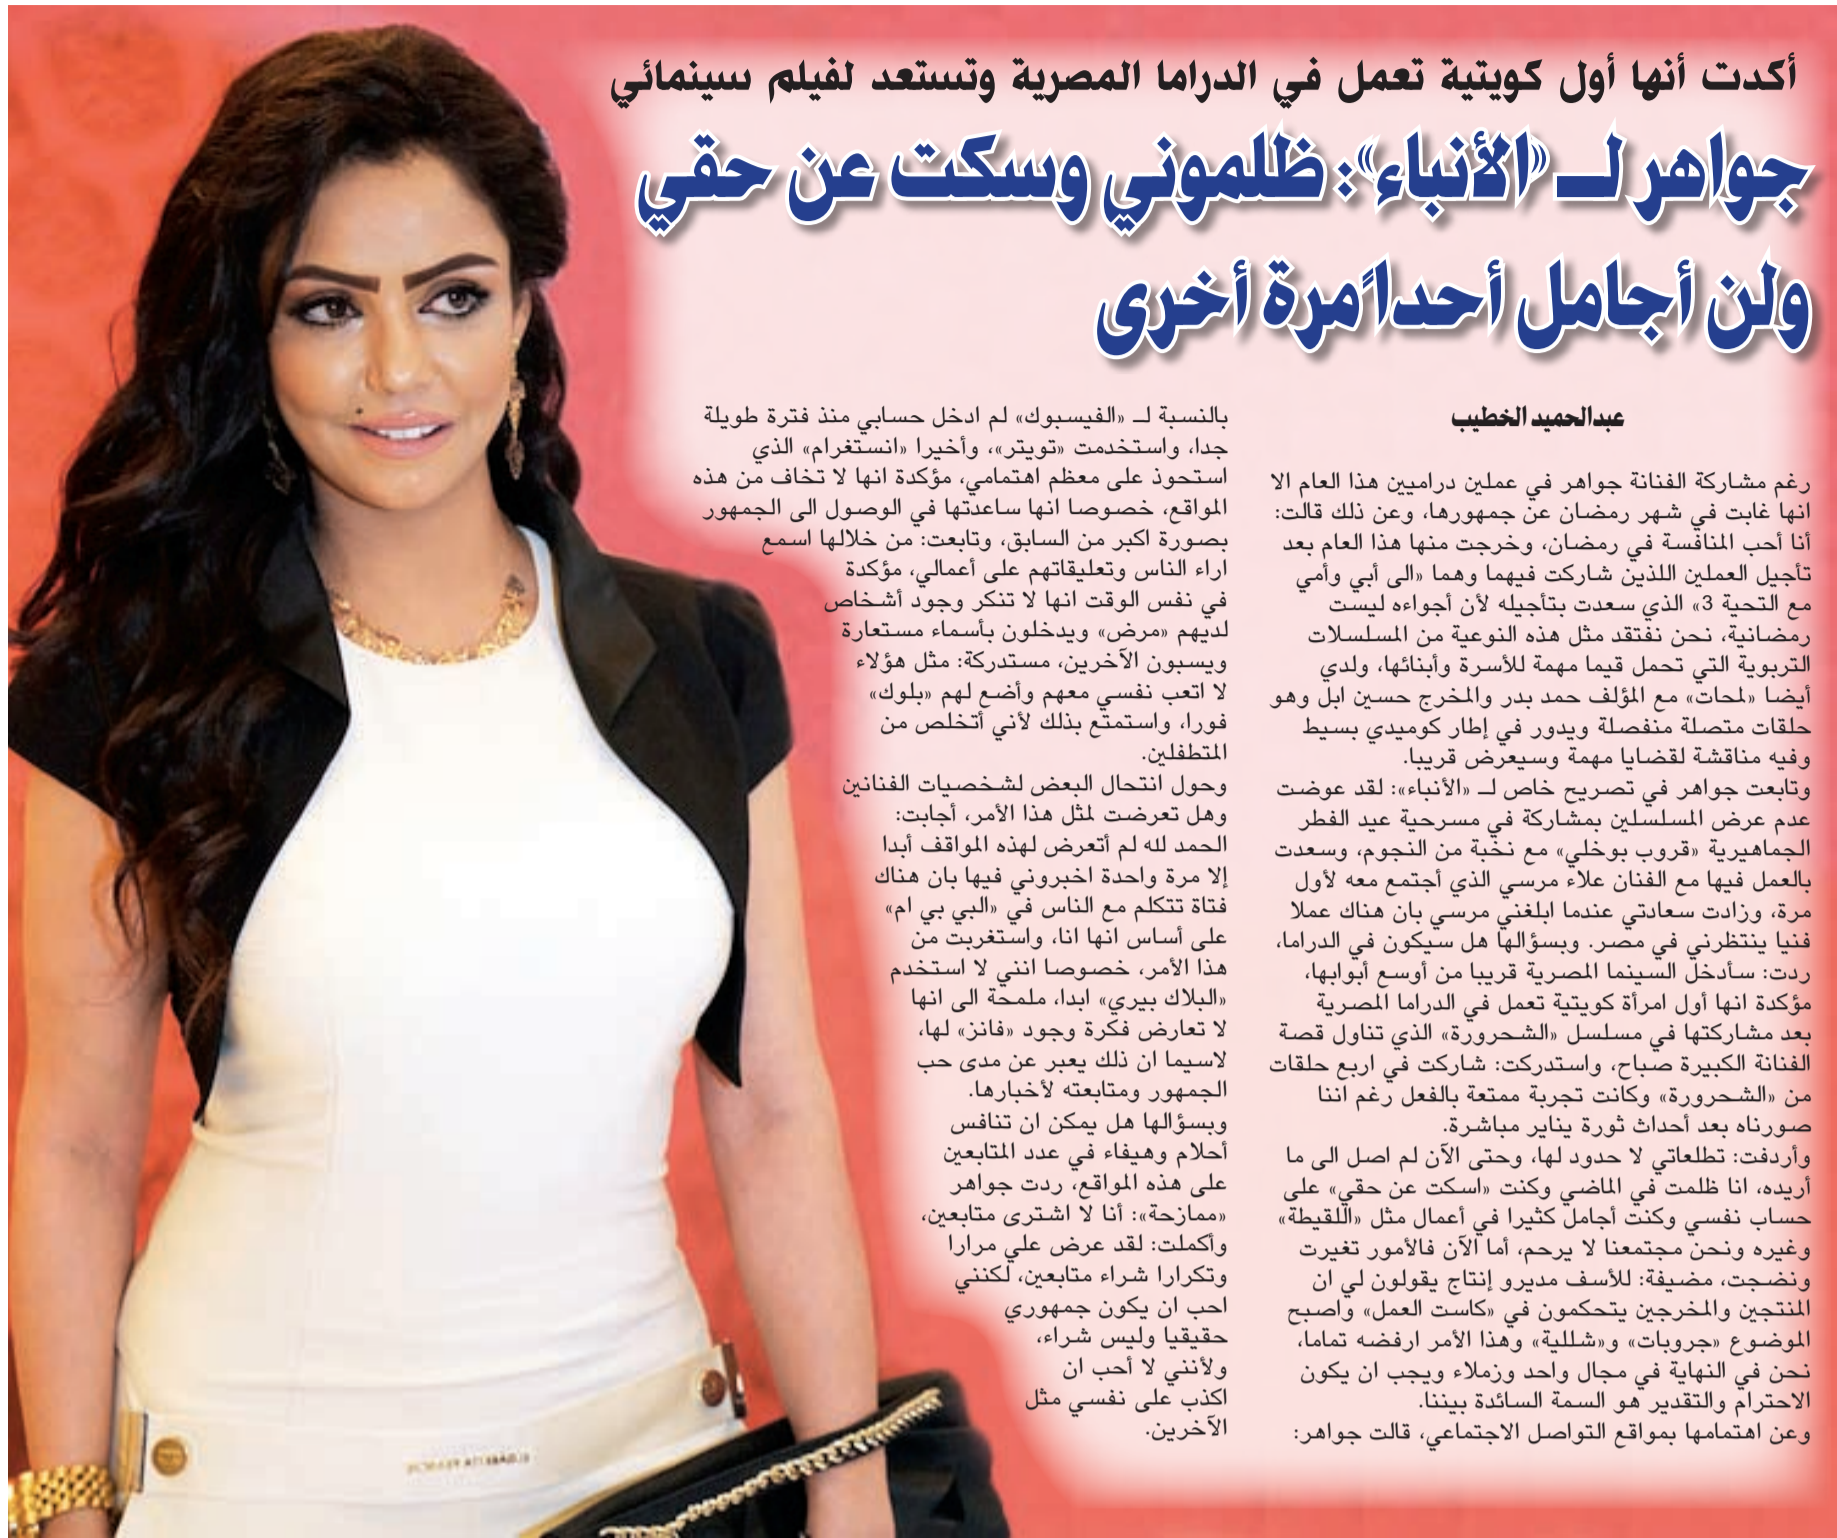 أكدت أنها أول كويتية تعمل في الدراما المصرية وتستعد لفيلم سينمائي
جواهر لـ «الأنباء»: ظلموني وسكت عن حقي
ولن أجامل أحداً مرة أخرى
عبدالحميد الخطيب
رغم مشاركة الفنانة جواهر في عملين دراميين هذا العام الا
انها غابت في شهر رمضان عن جمهورها، وعن ذلك قالت:
أنا أحب المنافسة في رمضان، وخرجت منها هذا العام بعد
تأجيل العملين اللذين شاركت فيهما وهما «الى أبي وأمي
مع التحية 3» الذي سعدت بتأجيله لأن أجواءه ليست
رمضانية، نحن نفتقد مثل هذه النوعية من المسلسلات
التربوية التي تحمل قيما مهمة للأسرة وأبنائها، ولدي
أيضا «لمحات» مع المؤلف حمد بدر والمخرج حسين ابل وهو
حلقات متصلة منفصلة ويدور في إطار كوميدي بسيط
وفيه مناقشة لقضايا مهمة وسيعرض قريبا.
وتابعت جواهر في تصريح خاص لـ «الأنباء»: لقد عوضت
عدم عرض المسلسلين بمشاركة في مسرحية عيد الفطر
الجماهيرية «قروب بوخلي» مع نخبة من النجوم، وسعدت
بالعمل فيها مع الفنان علاء مرسي الذي أجتمع معه لأول
مرة، وزادت سعادتي عندما ابلغني مرسي بان هناك عملا
فنيا ينتظرني في مصر. وبسؤالها هل سيكون في الدراما،
ردت: سأدخل السينما المصرية قريبا من أوسع أبوابها،
مؤكدة انها أول امرأة كويتية تعمل في الدراما المصرية
بعد مشاركتها في مسلسل «الشحرورة» الذي تناول قصة
الفنانة الكبيرة صباح، واستدركت: شاركت في اربع حلقات
من «الشحرورة» وكانت تجربة ممتعة بالفعل رغم اننا
صورناه بعد أحداث ثورة يناير مباشرة.
وأردفت: تطلعاتي لا حدود لها، وحتى الآن لم اصل الى ما
أريده، انا ظلمت في الماضي وكنت «اسكت عن حقي» على
حساب نفسي وكنت أجامل كثيرا في أعمال مثل «اللقيطة»
وغيره ونحن مجتمعنا لا يرحم، أما الآن فالأمور تغيرت
ونضجت، مضيفة: للأسف مديرو إنتاج يقولون لي ان
المنتجين والمخرجين يتحكمون في «كاست العمل» واصبح
الموضوع «جروبات» و«شللية» وهذا الأمر ارفضه تماما،
نحن في النهاية في مجال واحد وزملاء ويجب ان يكون
الاحترام والتقدير هو السمة السائدة بيننا.
وعن اهتمامها بمواقع التواصل الاجتماعي، قالت جواهر:
بالنسبة لـ «الفيسبوك» لم ادخل حسابي منذ فترة طويلة
جدا، واستخدمت «تويتر»، وأخيرا «انستغرام» الذي
استحوذ على معظم اهتمامي، مؤكدة انها لا تخاف من هذه
المواقع، خصوصا انها ساعدتها في الوصول الى الجمهور
بصورة اكبر من السابق، وتابعت: من خلالها اسمع
اراء الناس وتعليقاتهم على أعمالي، مؤكدة
في نفس الوقت انها لا تنكر وجود أشخاص
لديهم «مرض» ويدخلون بأسماء مستعارة
ويسبون الآخرين، مستدركة: مثل هؤلاء
لا اتعب نفسي معهم وأضع لهم «بلوك»
فورا، واستمتع بذلك لأني أتخلص من
المتطفلين.
وحول انتحال البعض لشخصيات الفنانين
وهل تعرضت لمثل هذا الأمر، أجابت:
الحمد لله لم أتعرض لهذه المواقف أبدا
إلا مرة واحدة اخبروني فيها بان هناك
فتاة تتكلم مع الناس في «البي بي ام»
على أساس انها انا، واستغربت من
هذا الأمر، خصوصا انني لا استخدم
«البلاك بيري» ابدا، ملمحة الى انها
لا تعارض فكرة وجود «فانز» لها،
لاسيما ان ذلك يعبر عن مدى حب
الجمهور ومتابعته لأخبارها.
وبسؤالها هل يمكن ان تنافس
أحلام وهيفاء في عدد المتابعين
على هذه المواقع، ردت جواهر
«ممازحة»: أنا لا اشترى متابعين،
وأكملت: لقد عرض علي مرارا
وتكرارا شراء متابعين، لكنني
احب ان يكون جمهوري
حقيقيا وليس شراء،
ولأنني لا أحب ان
اكذب على نفسي مثل
الآخرين.